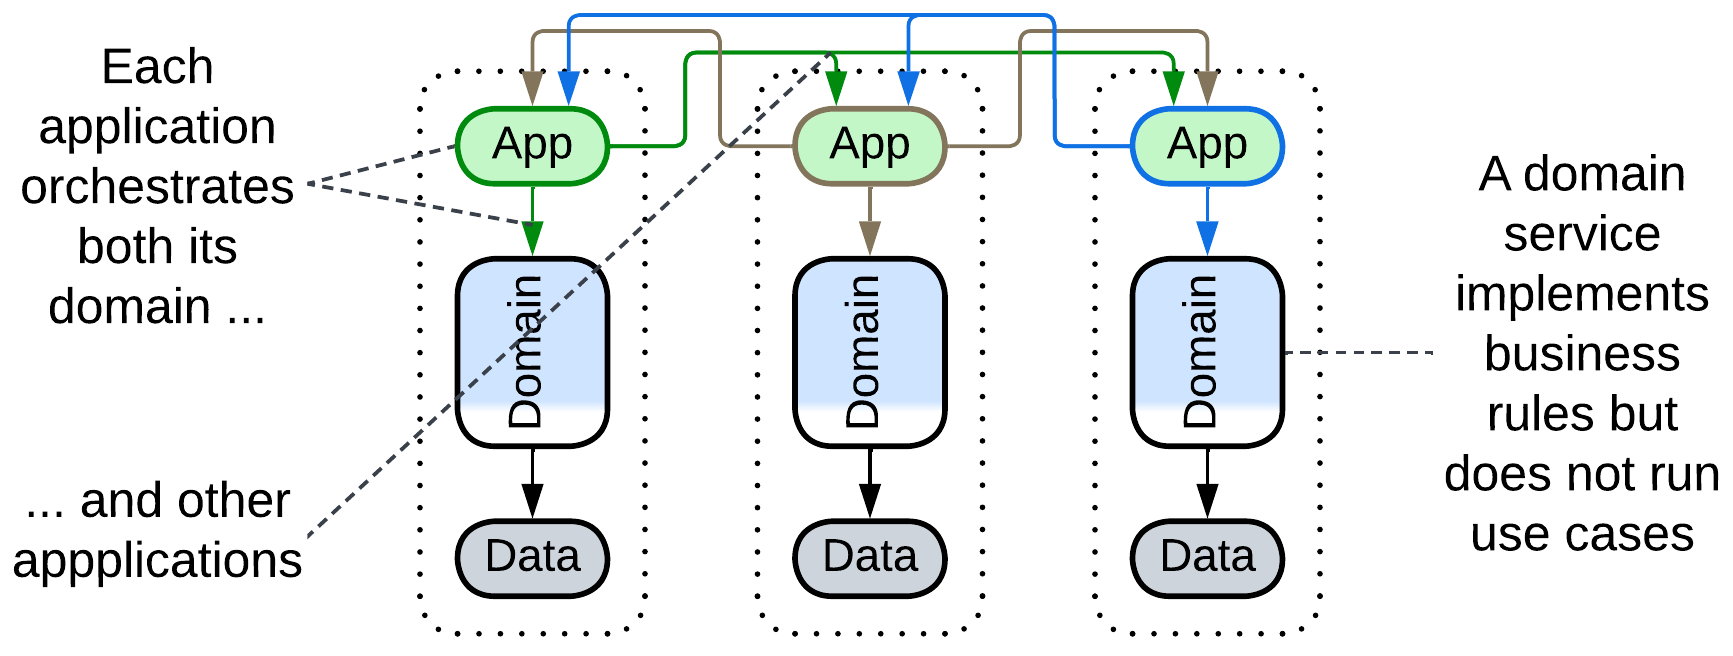 Each
application
orchestrates
both its
domain ...
... and other
appplications
App
App
App
Domain
Domain
Domain
Data
Data
Data
A domain
service
implements
business
rules but
does not run
use cases